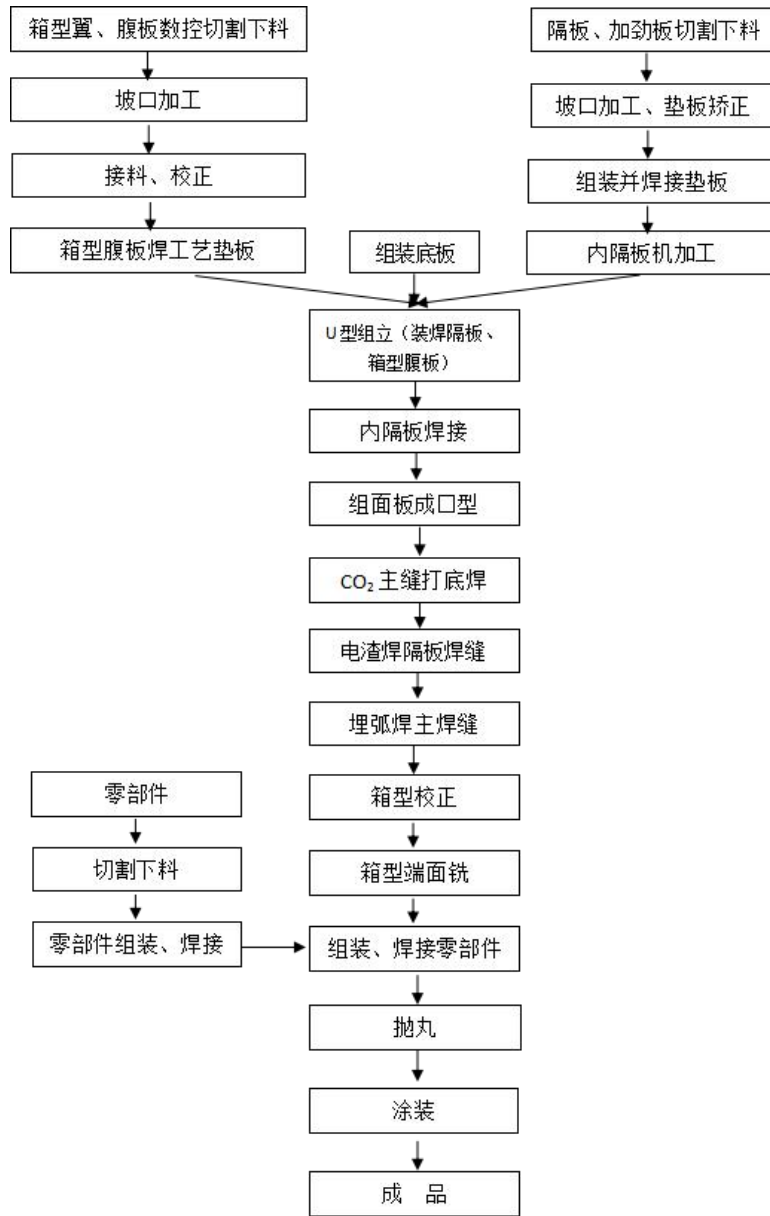 箱型翼、腹板数控切割下料
隔板、加劲板切割下料
坡口加工
坡口加工、垫板矫正
接料、校正
组装并焊接垫板
箱型腹板焊工艺垫板
组装底板
内隔板机加工
U型组立（装焊隔板、
箱型腹板）
内隔板焊接
组面板成口型
CO₂主缝打底焊
电渣焊隔板焊缝
埋弧焊主焊缝
零部件
箱型校正
切割下料
箱型端面铣
零部件组装、焊接
组装、焊接零部件
抛丸
涂装
成 品